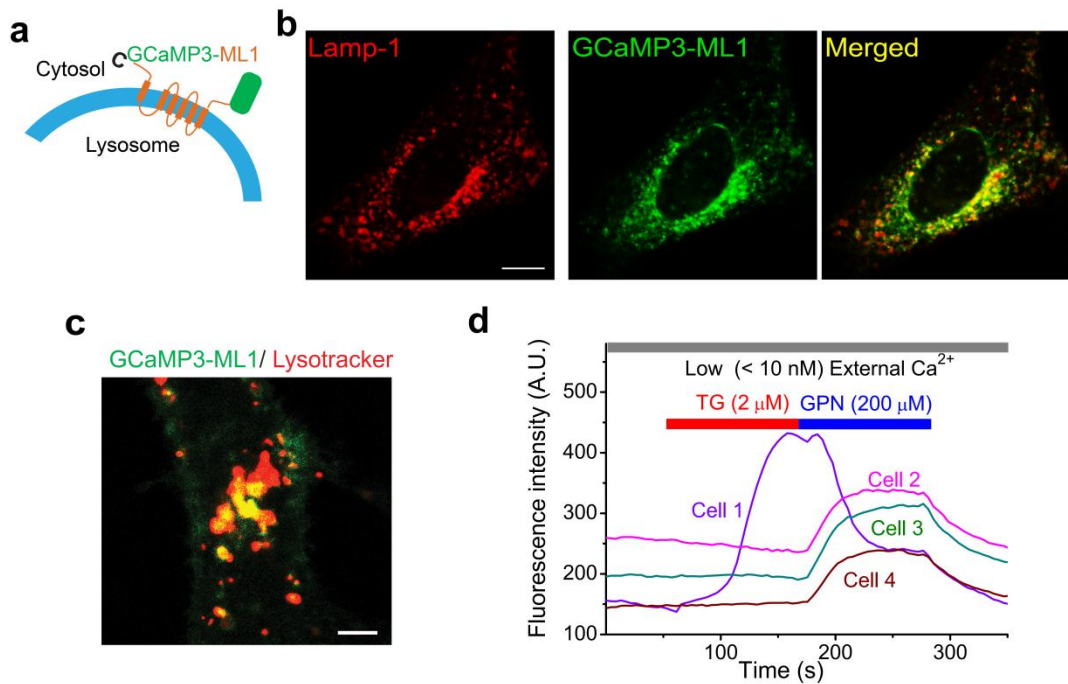 a
GCaMP3-ML1
Cytosol
Lysosome
b
Lamp-1
GCaMP3-ML1
Merged
c
GCaMP3-ML1/ Lysotracker
d
Fluorescence intensity (A.U.)
500
400
300
200
100
Low (< 10 nM) External Ca²⁺
TG (2 μM)
GPN (200 μM)
Cell 1
Cell 2
Cell 3
Cell 4
100
200
300
Time (s)